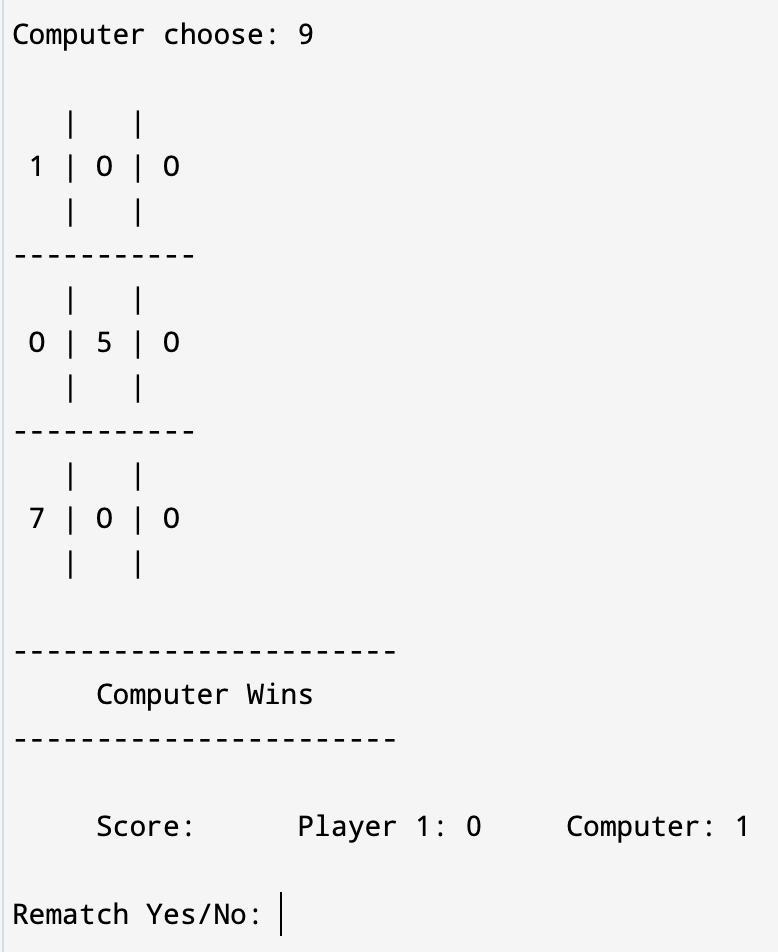 Computer choose: 9
   |   |
 1 | O | O
   |   |
-----------
   |   |
 O | 5 | O
   |   |
-----------
   |   |
 7 | O | O
   |   |
-----------------------
     Computer Wins
-----------------------
     Score:      Player 1: 0     Computer: 1
Rematch Yes/No: